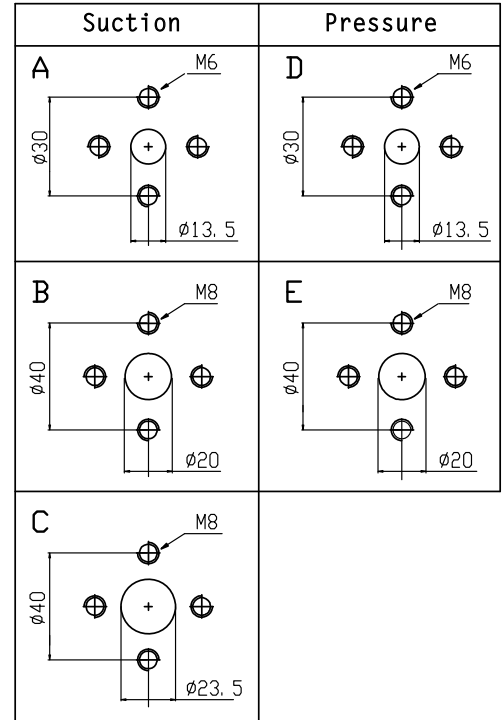 Suction
Pressure
A
M6
ø30
ø13.5
D
M6
ø30
ø13.5
B
M8
ø40
ø20
E
M8
ø40
ø20
C
M8
ø40
ø23.5